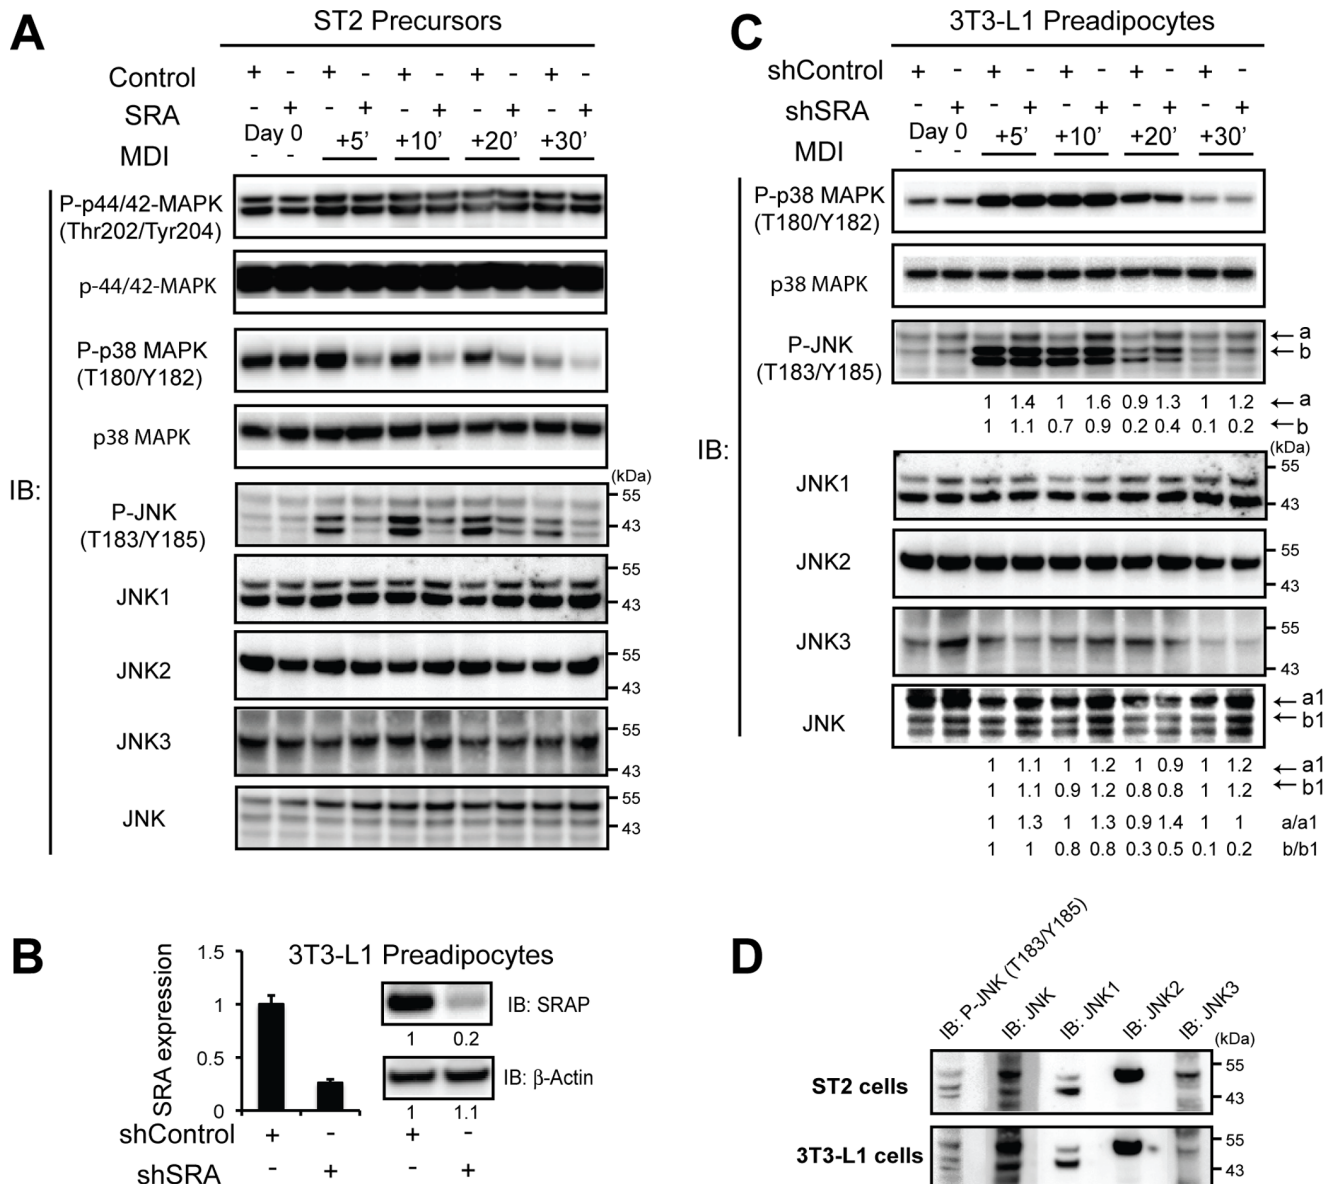 A
ST2 Precursors
Control + - + - + - + - + -
SRA - + - + - + - + - +
Day 0 +5’ +10’ +20’ +30’
MDI - -
IB:
P-p44/42-MAPK
(Thr202/Tyr204)
p-44/42-MAPK
P-p38 MAPK
(T180/Y182)
p38 MAPK
(kDa)
P-JNK
(T183/Y185)
55
43
JNK1
55
43
JNK2
55
43
JNK3
55
43
JNK
55
43
C
3T3-L1 Preadipocytes
shControl + - + - + - + - + -
shSRA - + - + - + - + - +
Day 0 +5’ +10’ +20’ +30’
MDI - -
IB:
P-p38 MAPK
(T180/Y182)
p38 MAPK
P-JNK
(T183/Y185)
←a
←b
1 1.4 1 1.6 0.9 1.3 1 1.2 ←a
1 1.1 0.7 0.9 0.2 0.4 0.1 0.2 ←b
(kDa)
JNK1
55
43
JNK2
55
43
JNK3
55
43
JNK
←a1
←b1
1 1.1 1 1.2 1 0.9 1 1.2 ←a1
1 1.1 0.9 1.2 0.8 0.8 1 1.2 ←b1
1 1.3 1 1.3 0.9 1.4 1 1 a/a1
1 1 0.8 0.8 0.3 0.5 0.1 0.2 b/b1
B
3T3-L1 Preadipocytes
SRA expression
1.5
1
0.5
0
IB: SRAP
1 0.2
IB: β-Actin
1 1.1
shControl + - + -
shSRA - + - +
D
IB: P-JNK (T183/Y185)
IB: JNK
IB: JNK1
IB: JNK2
IB: JNK3
(kDa)
ST2 cells
55
43
3T3-L1 cells
55
43